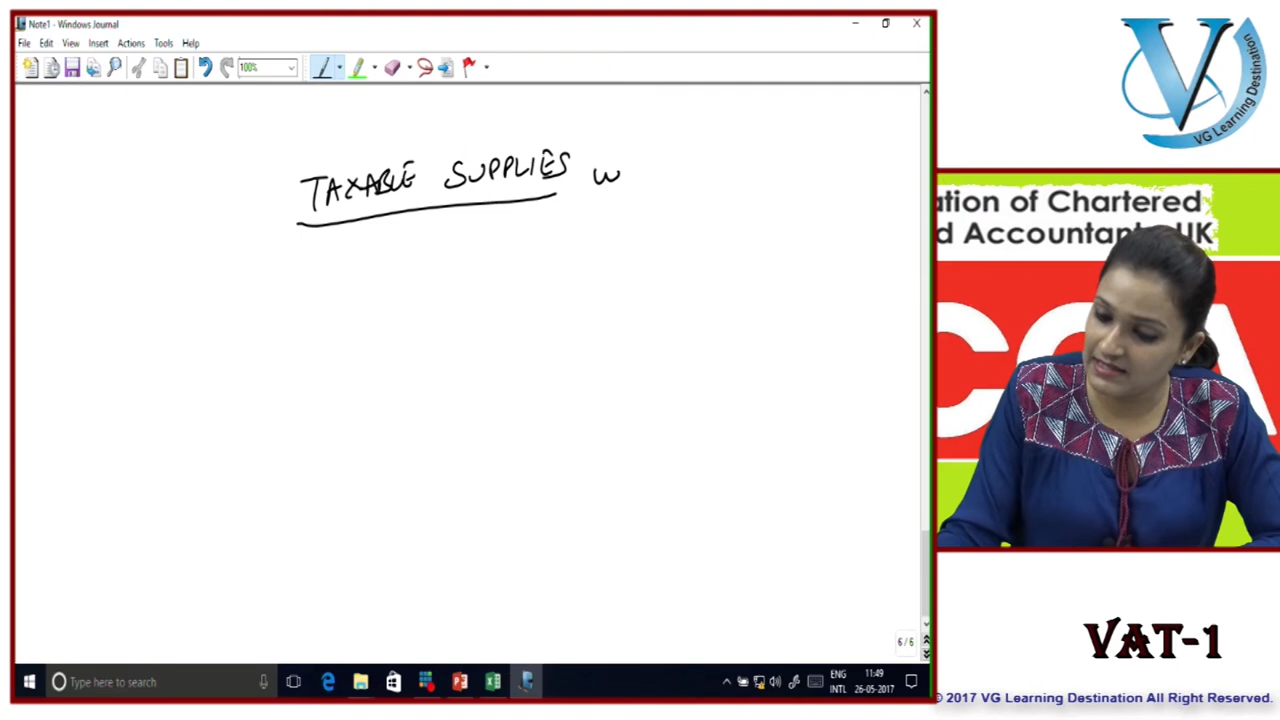 Note1 - Windows Journal
File Edit View Insert Actions Tools Help
100%
TAXABLE SUPPLIES w
6 / 6
Type here to search
ENG
INTL
11:49
26-05-2017
V
VG Learning Destination
ation of Chartered
d Accountant UK
CCA
VAT-1
© 2017 VG Learning Destination All Right Reserved.